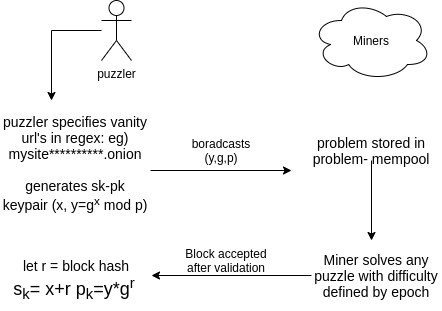 Miners
puzzler
puzzler specifies vanity
url's in regex: eg)
mysite**********.onion
generates sk-pk
keypair (x, y=g^x mod p)
boradcasts
(y,g,p)
problem stored in
problem- mempool
Miner solves any
puzzle with difficulty
defined by epoch
Block accepted
after validation
let r = block hash
s_k= x+r p_k=y*g^r